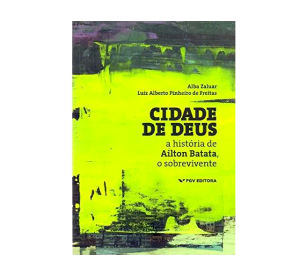 Alba Zaluar
Luiz Alberto Pinheiro de Freitas
CIDADE
DE DEUS
a história de
Ailton Batata,
o sobrevivente
FGV EDITORA